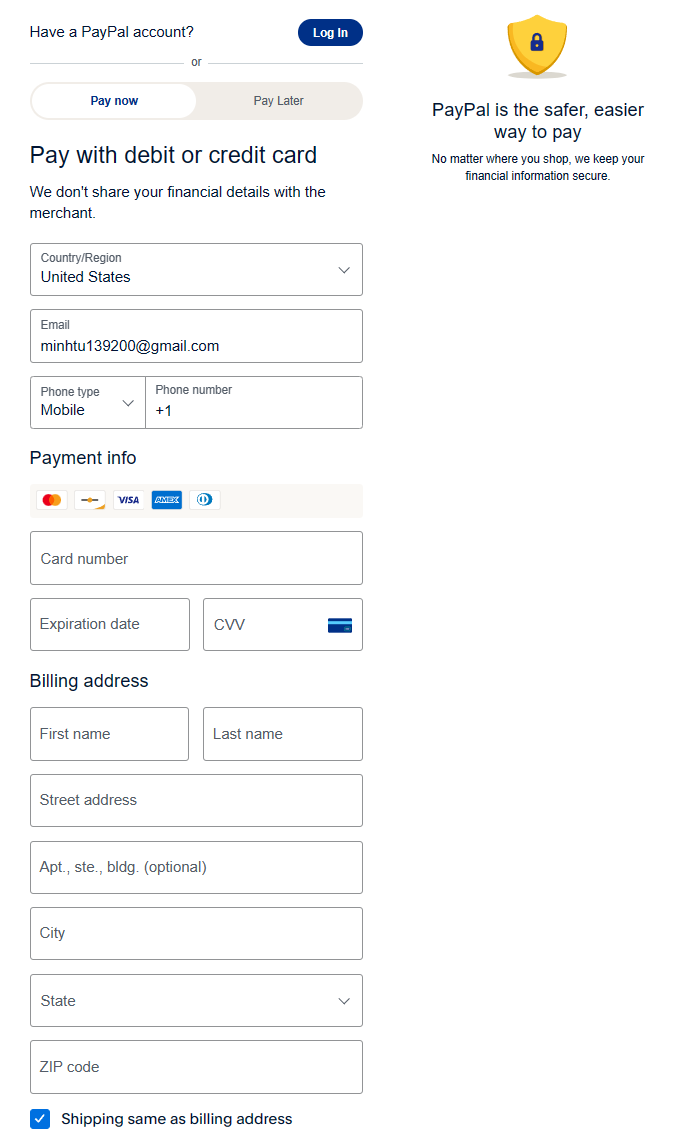 Have a PayPal account?
Log In
or
Pay now
Pay Later
Pay with debit or credit card
We don't share your financial details with the
merchant.
Country/Region
United States
Email
minhtu139200@gmail.com
Phone type
Mobile
Phone number
+1
Payment info
VISA
AMEX
Card number
Expiration date
CVV
Billing address
First name
Last name
Street address
Apt., ste., bldg. (optional)
City
State
ZIP code
Shipping same as billing address
PayPal is the safer, easier
way to pay
No matter where you shop, we keep your
financial information secure.